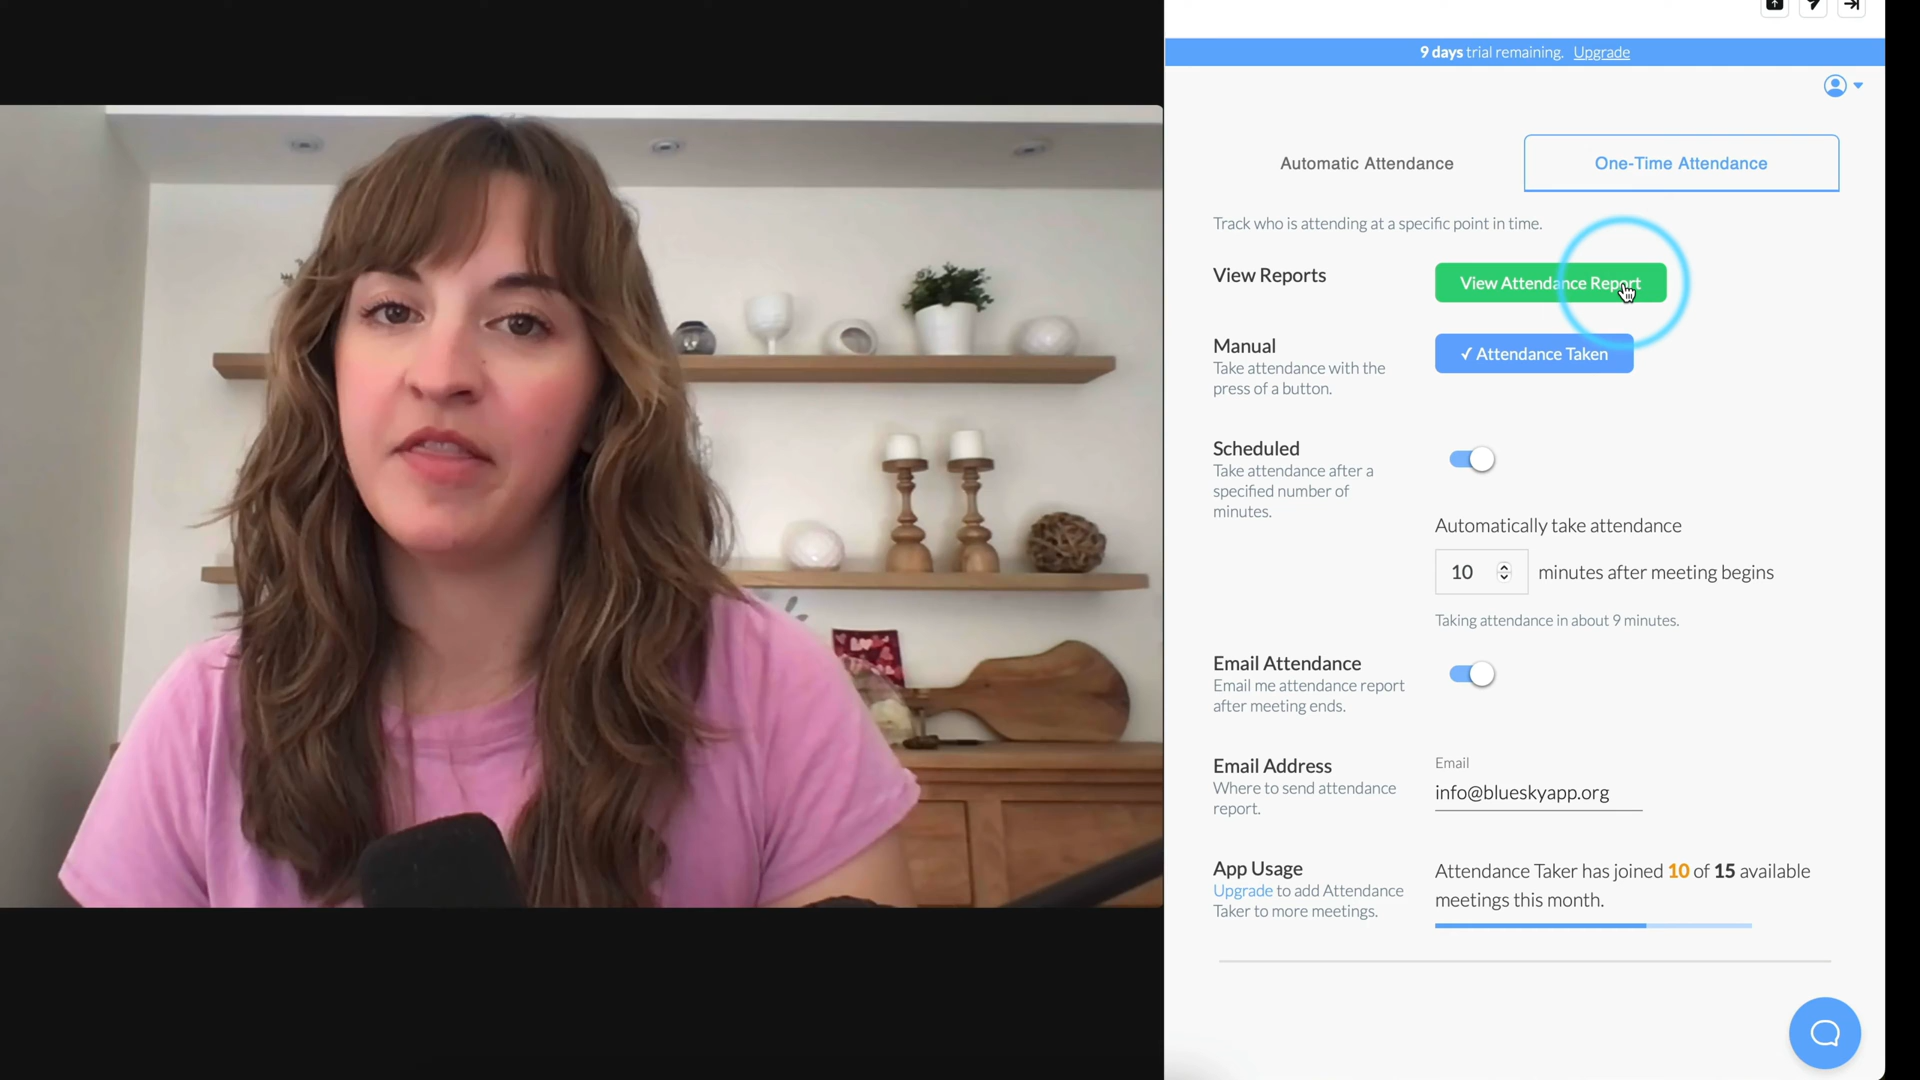 9 days trial remaining. Upgrade
Automatic Attendance
One-Time Attendance
Track who is attending at a specific point in time.
View Reports
View Attendance Report
Manual
Take attendance with the
press of a button.
✓ Attendance Taken
Scheduled
Take attendance after a
specified number of
minutes.
Automatically take attendance
10 minutes after meeting begins
Taking attendance in about 9 minutes.
Email Attendance
Email me attendance report
after meeting ends.
Email Address
Where to send attendance
report.
Email
info@blueskyapp.org
App Usage
Upgrade to add Attendance
Taker to more meetings.
Attendance Taker has joined 10 of 15 available
meetings this month.